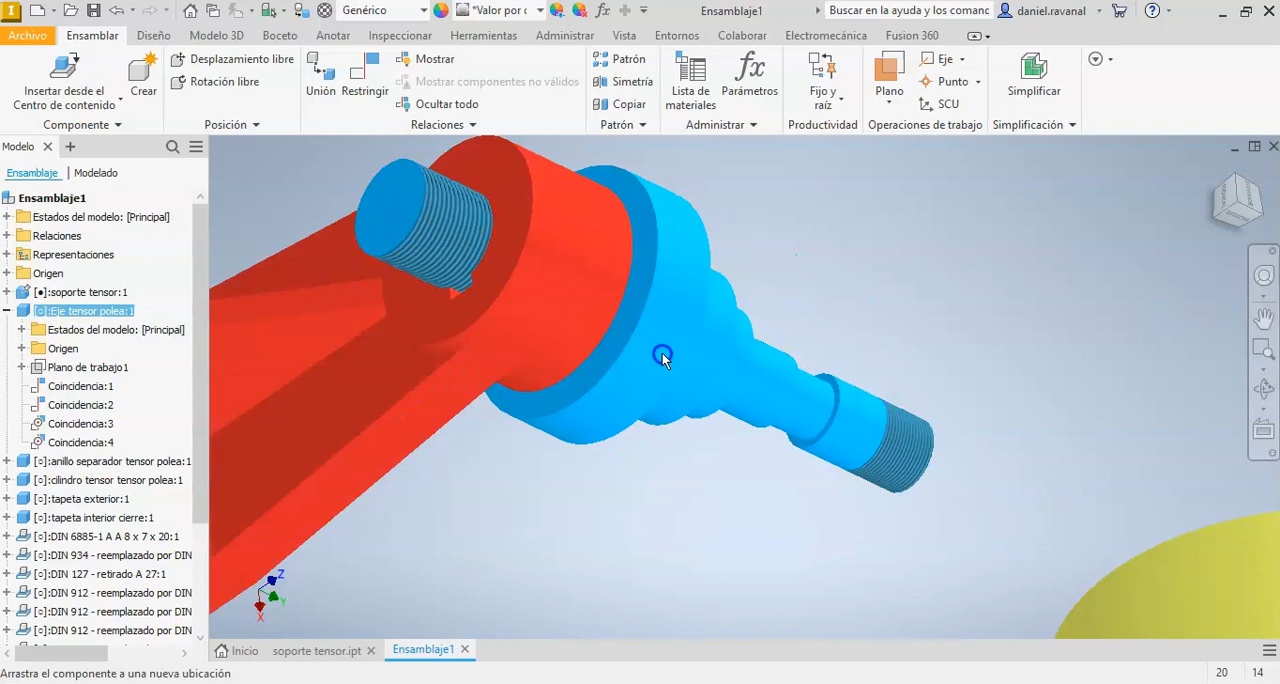 Genérico
*Valor por d
Ensamblaje1
Buscar en la ayuda y los comanc
daniel.ravanal
Archivo
Ensamblar
Diseño
Modelo 3D
Boceto
Anotar
Inspeccionar
Herramientas
Administrar
Vista
Entornos
Colaborar
Electromecánica
Fusion 360
Insertar desde el
Centro de contenido
Crear
Componente
Desplazamiento libre
Rotación libre
Posición
Unión
Restringir
Mostrar
Mostrar componentes no válidos
Ocultar todo
Relaciones
Patrón
Simetría
Copiar
Patrón
Lista de
materiales
fx
Parámetros
Administrar
Fijo y
raíz
Productividad
Plano
Eje
Punto
SCU
Operaciones de trabajo
Simplificar
Simplificación
Modelo
Ensamblaje
Modelado
Ensamblaje1
Estados del modelo: [Principal]
Relaciones
Representaciones
Origen
[●]:soporte tensor:1
[○]:Eje tensor polea:1
Estados del modelo: [Principal]
Origen
Plano de trabajo1
Coincidencia:1
Coincidencia:2
Coincidencia:3
Coincidencia:4
[○]:anillo separador tensor polea:1
[○]:cilindro tensor tensor polea:1
[○]:tapeta exterior:1
[○]:tapeta interior cierre:1
[○]:DIN 6885-1 A A 8 x 7 x 20:1
[○]:DIN 934 - reemplazado por DIN
[○]:DIN 127 - retirado A 27:1
[○]:DIN 912 - reemplazado por DIN
[○]:DIN 912 - reemplazado por DIN
[○]:DIN 912 - reemplazado por DIN
Z
Y
X
Inicio
soporte tensor.ipt
Ensamblaje1
Arrastra el componente a una nueva ubicación
20
14